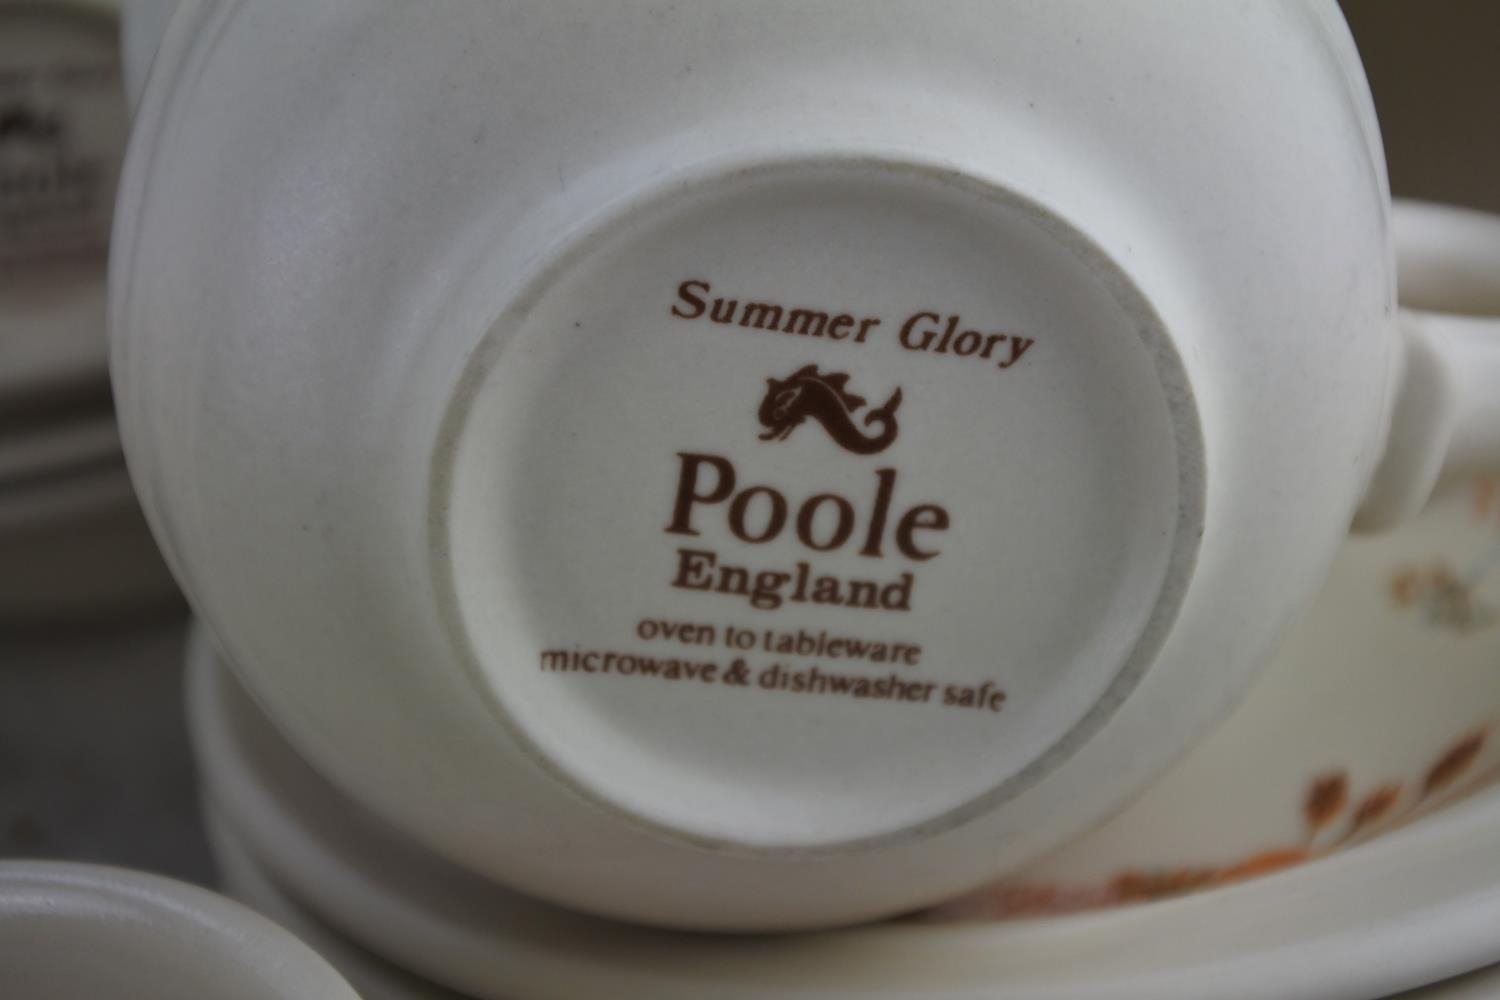 Summer Glory
Poole
England
oven to tableware
microwave & dishwasher safe